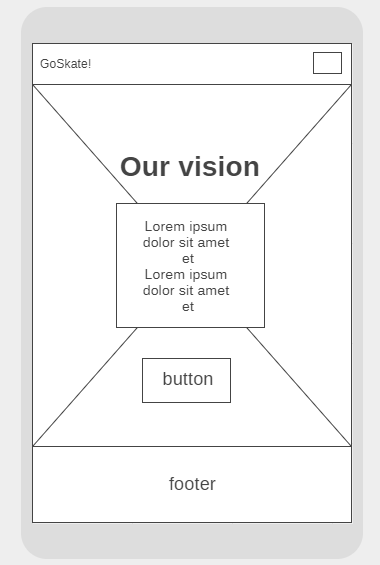 GoSkate!
Our vision
Lorem ipsum
dolor sit amet
et
Lorem ipsum
dolor sit amet
et
button
footer